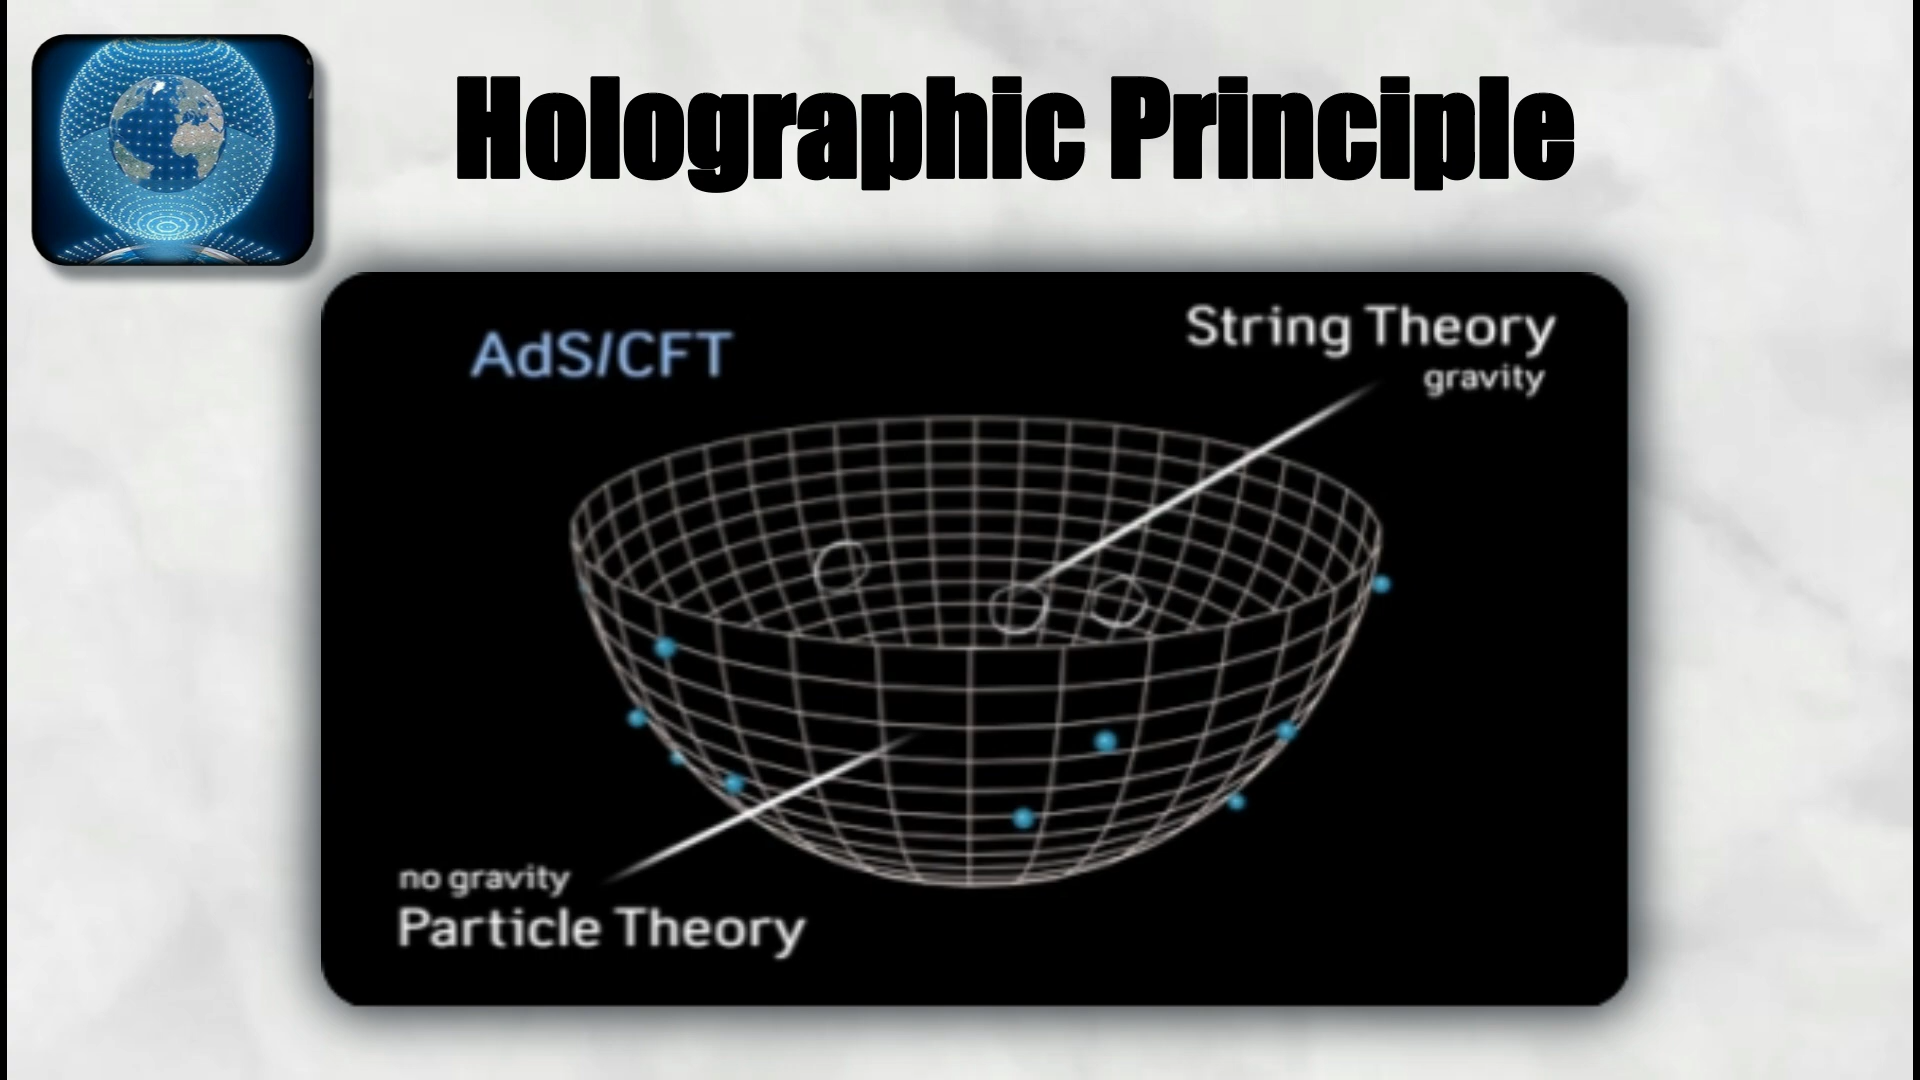 Holographic Principle
AdS/CFT
String Theory
gravity
no gravity
Particle Theory